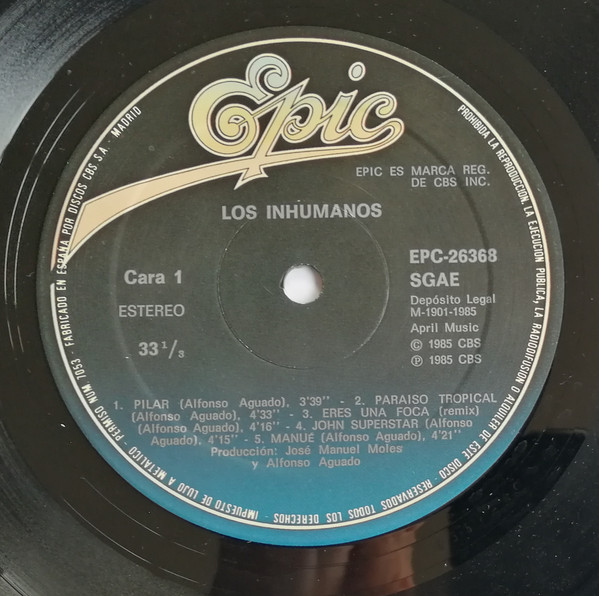 Epic
EPIC ES MARCA REG.
DE CBS INC.
LOS INHUMANOS
Cara 1
ESTEREO
33 1/3
EPC-26368
SGAE
Depósito Legal
M-1901-1985
April Music
© 1985 CBS
℗ 1985 CBS
1. PILAR (Alfonso Aguado), 3'39" - 2. PARAISO TROPICAL
(Alfonso Aguado), 4'33" - 3. ERES UNA FOCA (remix)
(Alfonso Aguado), 4'16" - 4. JOHN SUPERSTAR (Alfonso
Aguado), 4'15" - 5. MANUÉ (Alfonso Aguado), 4'21"
Producción: José Manuel Moles
y Alfonso Aguado
PROHIBIDA LA REPRODUCCION, LA EJECUCION PUBLICA, LA RADIODIFUSION O ALQUILER DE ESTE DISCO - RESERVADOS TODOS LOS DERECHOS - IMPUESTO DE LUJO A METALICO - PERMISO NUM. 7053 - FABRICADO EN ESPAÑA POR DISCOS CBS S.A. - MADRID